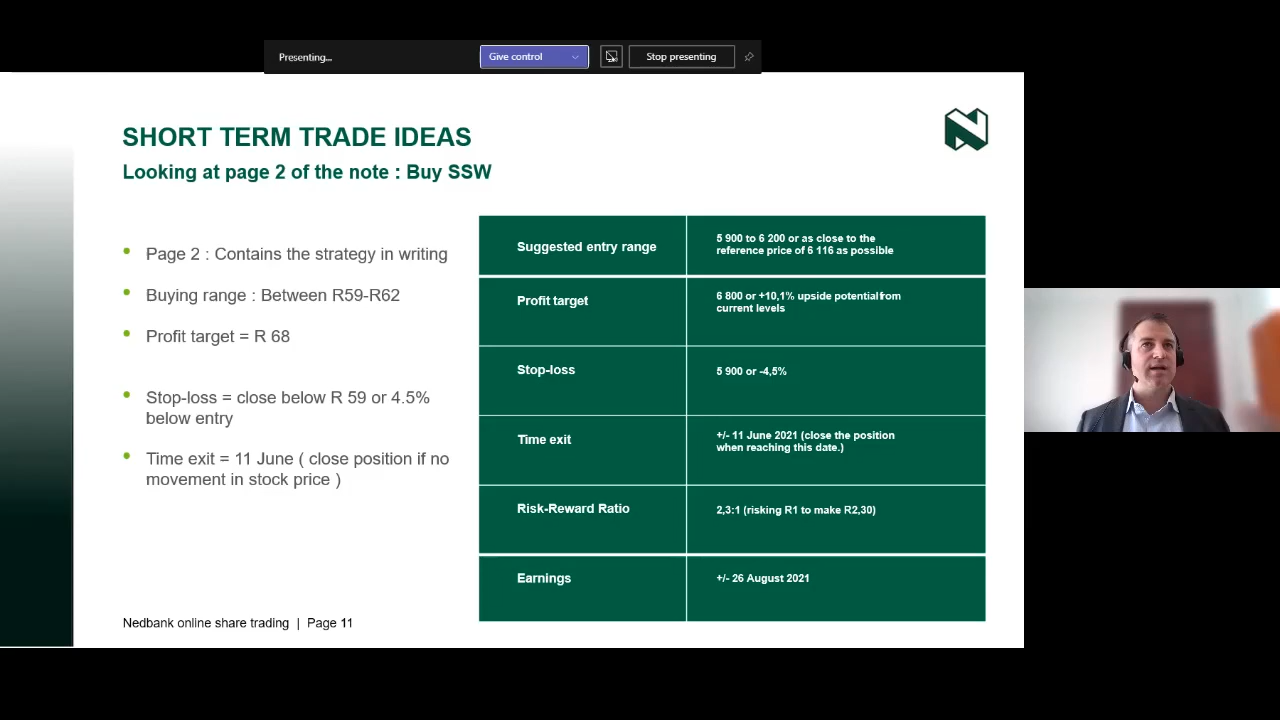 Presenting...
Give control
Stop presenting
SHORT TERM TRADE IDEAS
Looking at page 2 of the note : Buy SSW
Page 2 : Contains the strategy in writing
Buying range : Between R59-R62
Profit target = R 68
Stop-loss = close below R 59 or 4.5%
below entry
Time exit = 11 June ( close position if no
movement in stock price )
Suggested entry range
5 900 to 6 200 or as close to the
reference price of 6 116 as possible
Profit target
6 800 or +10,1% upside potential from
current levels
Stop-loss
5 900 or -4,5%
Time exit
+/- 11 June 2021 (close the position
when reaching this date.)
Risk-Reward Ratio
2,3:1 (risking R1 to make R2,30)
Earnings
+/- 26 August 2021
Nedbank online share trading | Page 11